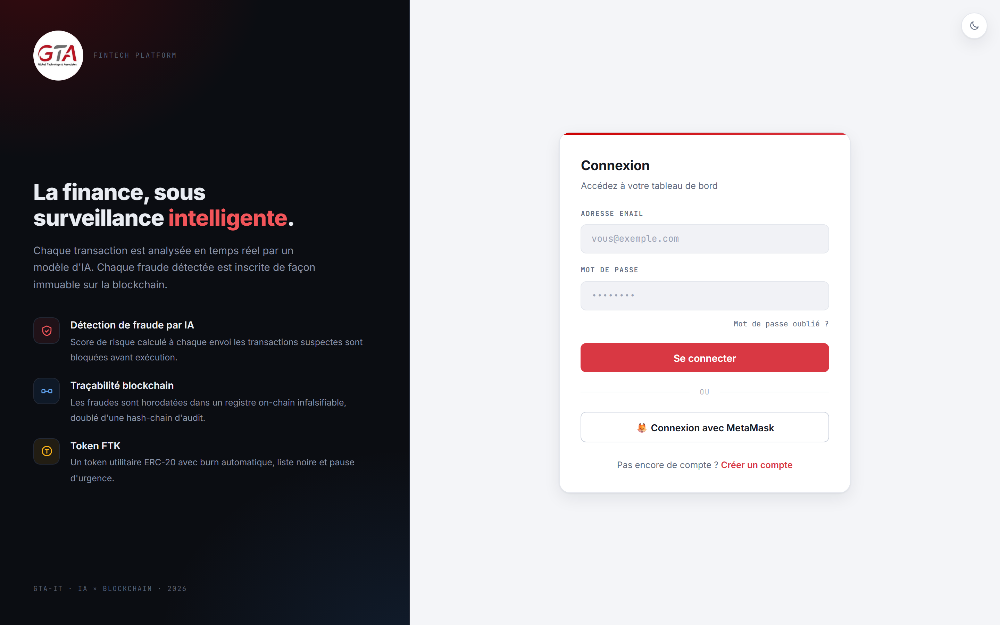 GTA
Global Technology & Associates
FINTECH PLATFORM
La finance, sous
surveillance intelligente.
Chaque transaction est analysée en temps réel par un
modèle d'IA. Chaque fraude détectée est inscrite de façon
immuable sur la blockchain.
Détection de fraude par IA
Score de risque calculé à chaque envoi les transactions suspectes sont
bloquées avant exécution.
Traçabilité blockchain
Les fraudes sont horodatées dans un registre on-chain infalsifiable,
doublé d'une hash-chain d'audit.
T
Token FTK
Un token utilitaire ERC-20 avec burn automatique, liste noire et pause
d'urgence.
GTA-IT · IA × BLOCKCHAIN · 2026
Connexion
Accédez à votre tableau de bord
ADRESSE EMAIL
vous@exemple.com
MOT DE PASSE
••••••••
Mot de passe oublié ?
Se connecter
OU
🦊 Connexion avec MetaMask
Pas encore de compte ? Créer un compte